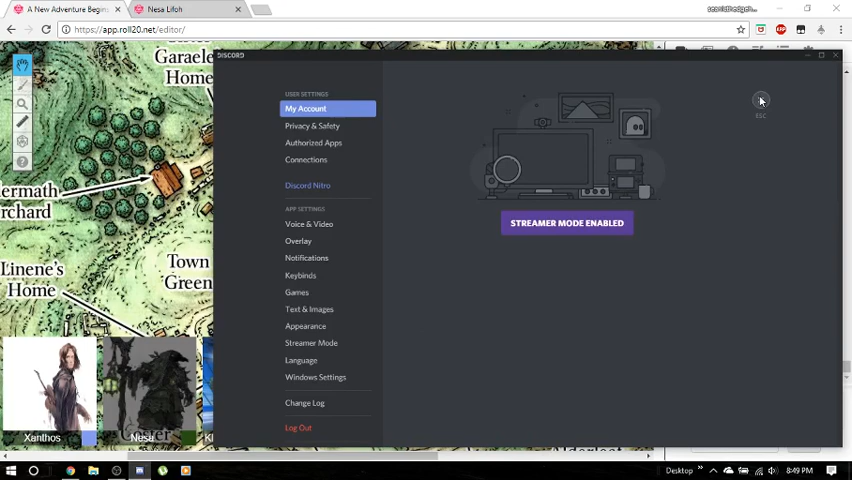 A New Adventure Begins
Nesa Lifoh
https://app.roll20.net/editor/
Garaele
Home
DISCORD
USER SETTINGS
My Account
Privacy & Safety
Authorized Apps
Connections
Discord Nitro
APP SETTINGS
Voice & Video
Overlay
Notifications
Keybinds
Games
Text & Images
Appearance
Streamer Mode
Language
Windows Settings
Change Log
Log Out
ESC
STREAMER MODE ENABLED
dermath
rchard
Linene's
Home
Town
Green
Xanthos
Nesa
Desktop
8:49 PM